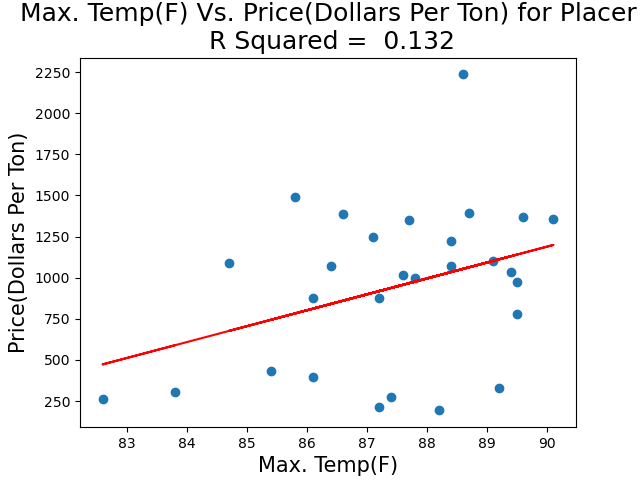 Max. Temp(F) Vs. Price(Dollars Per Ton) for Placer
R Squared =  0.132
Price(Dollars Per Ton)
2250
2000
1750
1500
1250
1000
750
500
250
83 84 85 86 87 88 89 90
Max. Temp(F)